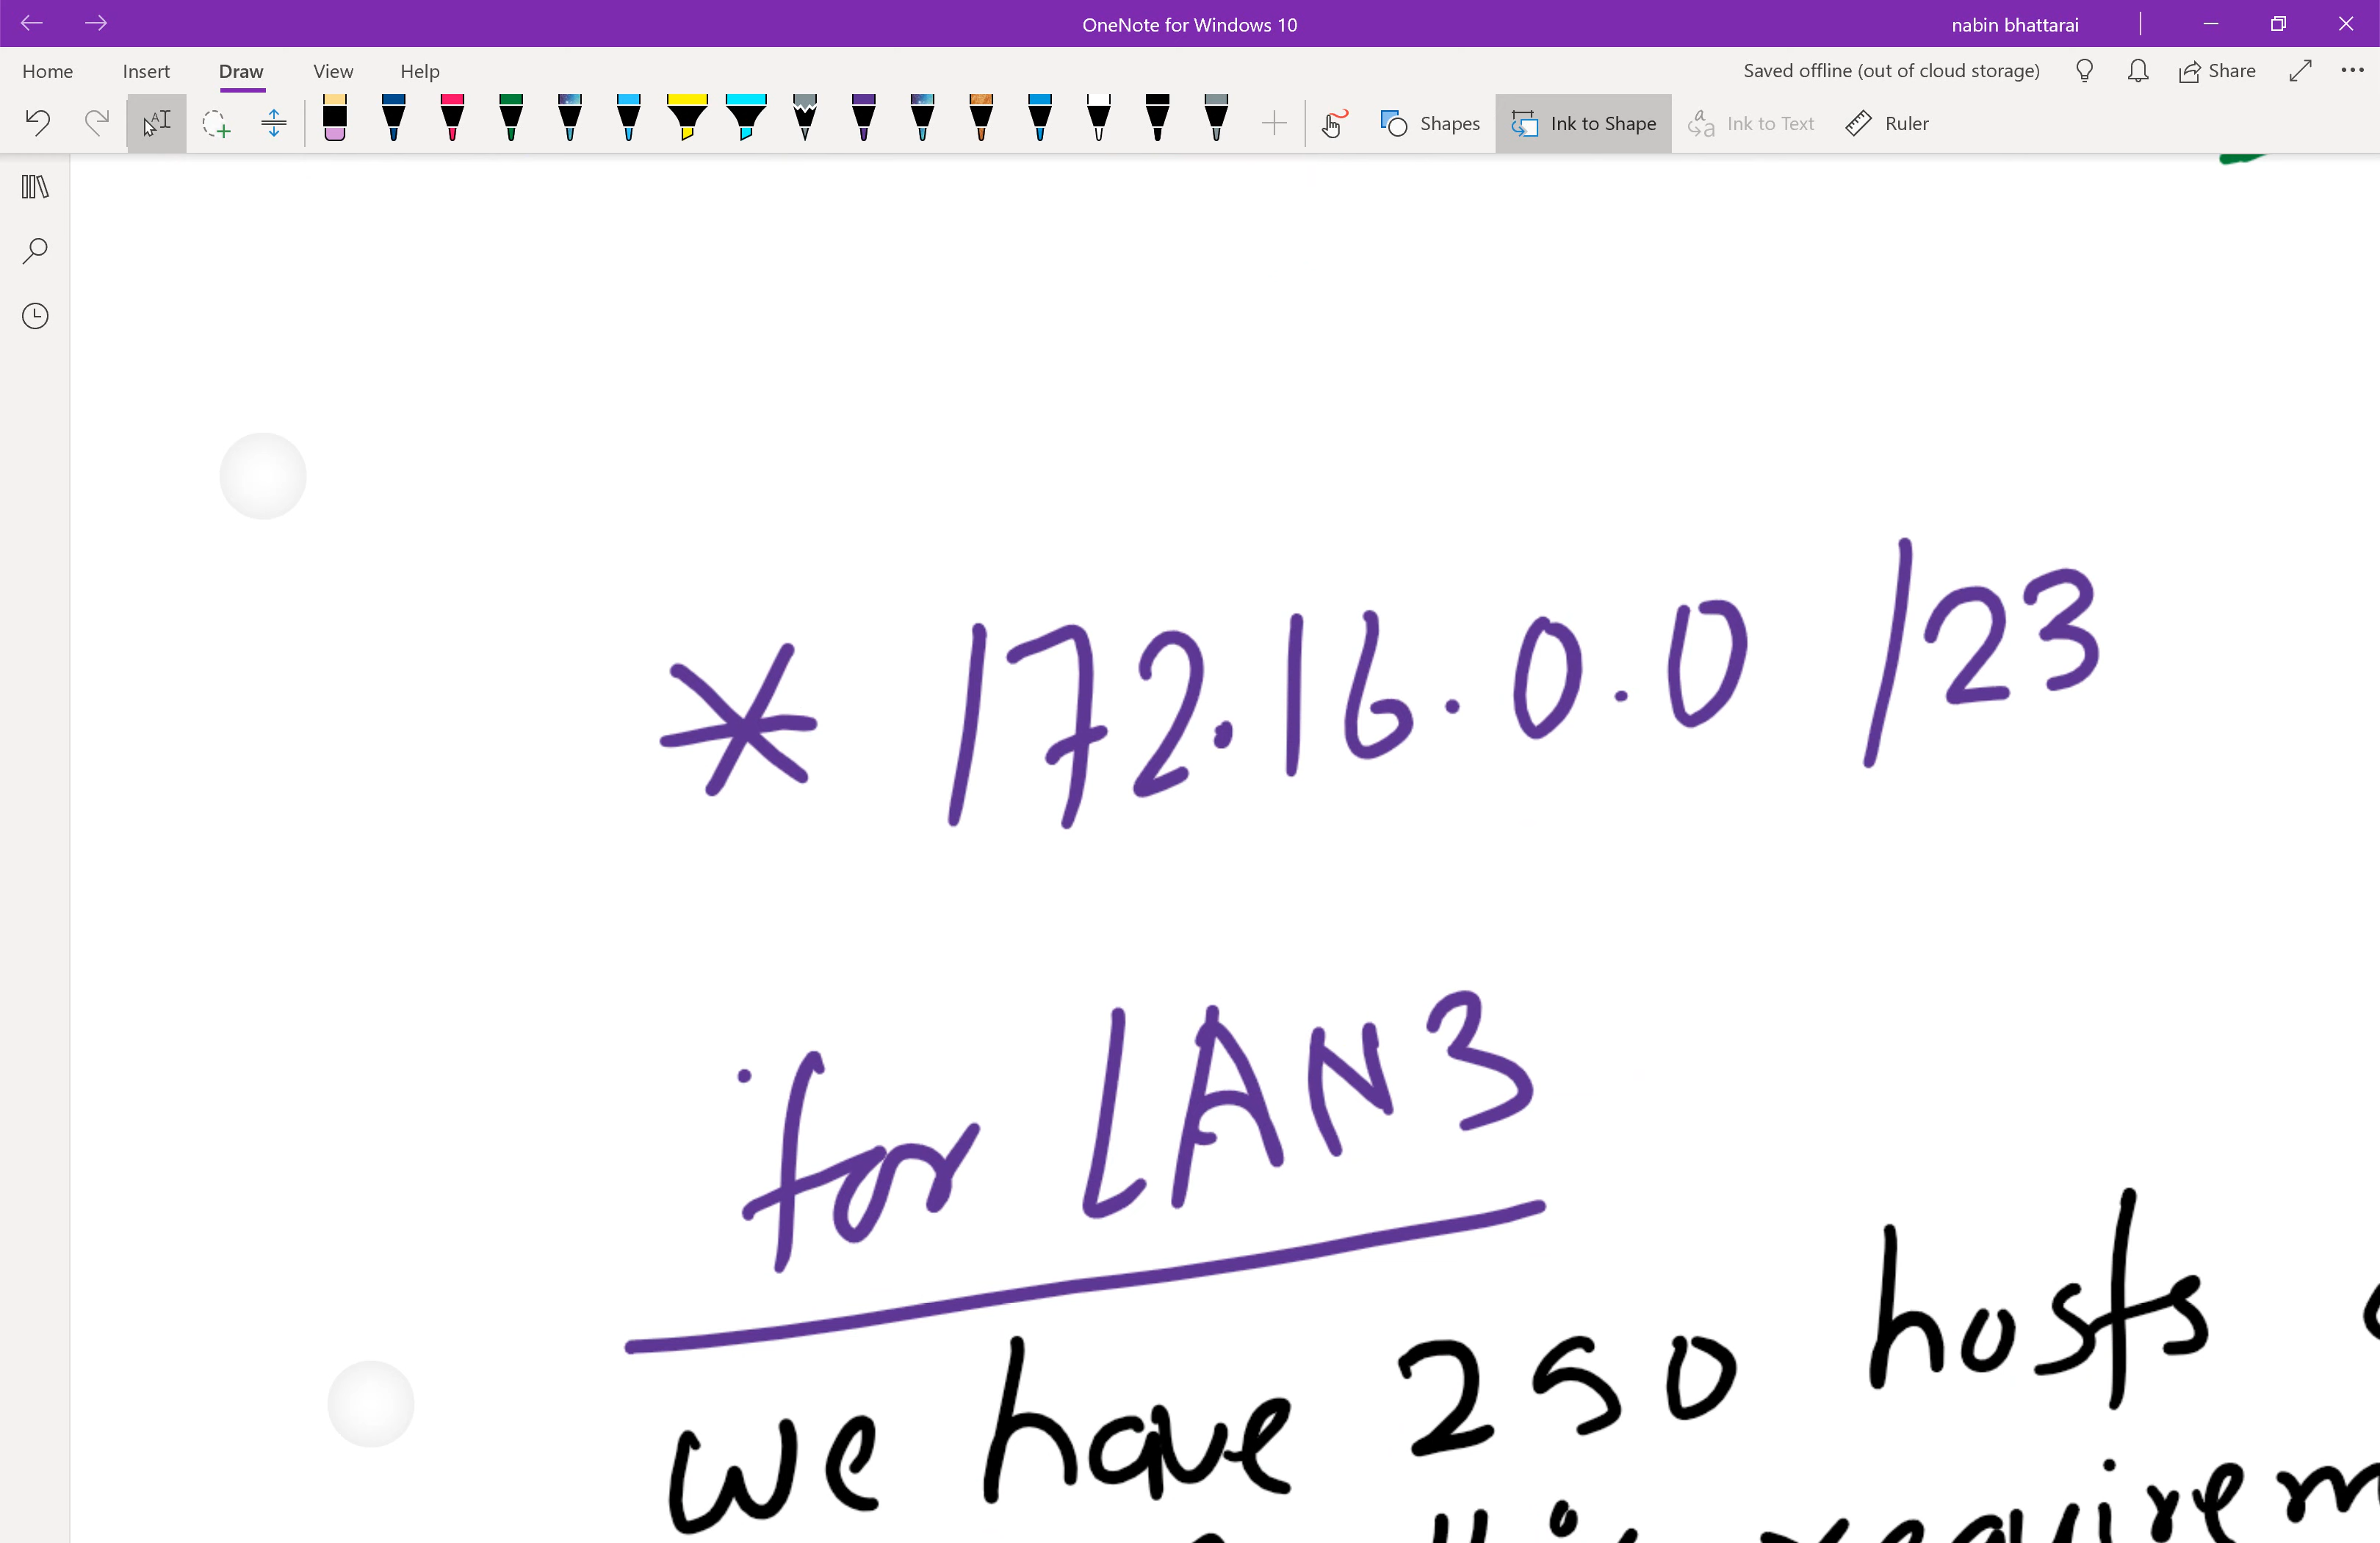 OneNote for Windows 10
nabin bhattarai
Home Insert Draw View Help
Saved offline (out of cloud storage)
Share
Shapes
Ink to Shape
Ink to Text
Ruler
* 172.16.0.0 /23
for LAN3
we have 250 hosts